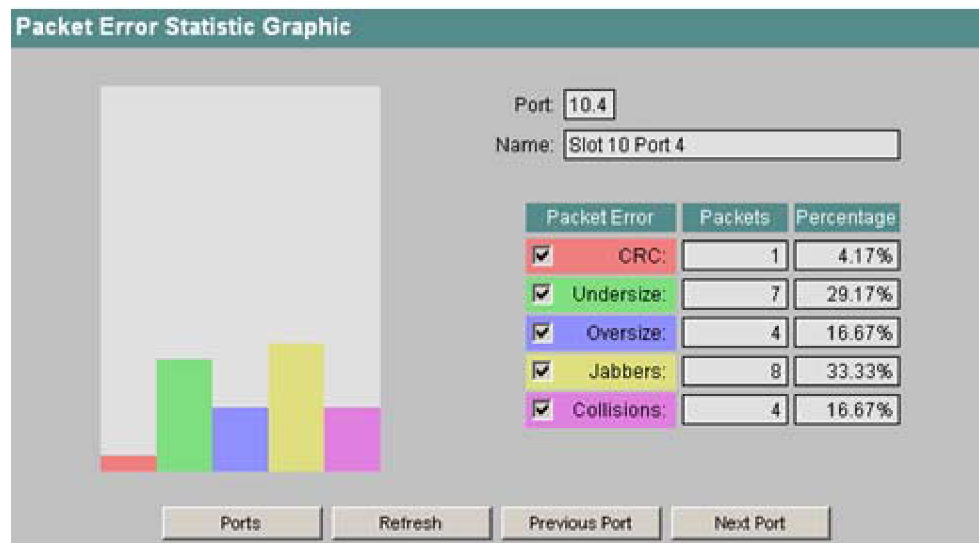 Packet Error Statistic Graphic
Port: 10.4
Name: Slot 10 Port 4
Packet Error Packets Percentage
CRC: 1 4.17%
Undersize: 7 29.17%
Oversize: 4 16.67%
Jabbers: 8 33.33%
Collisions: 4 16.67%
Ports Refresh Previous Port Next Port